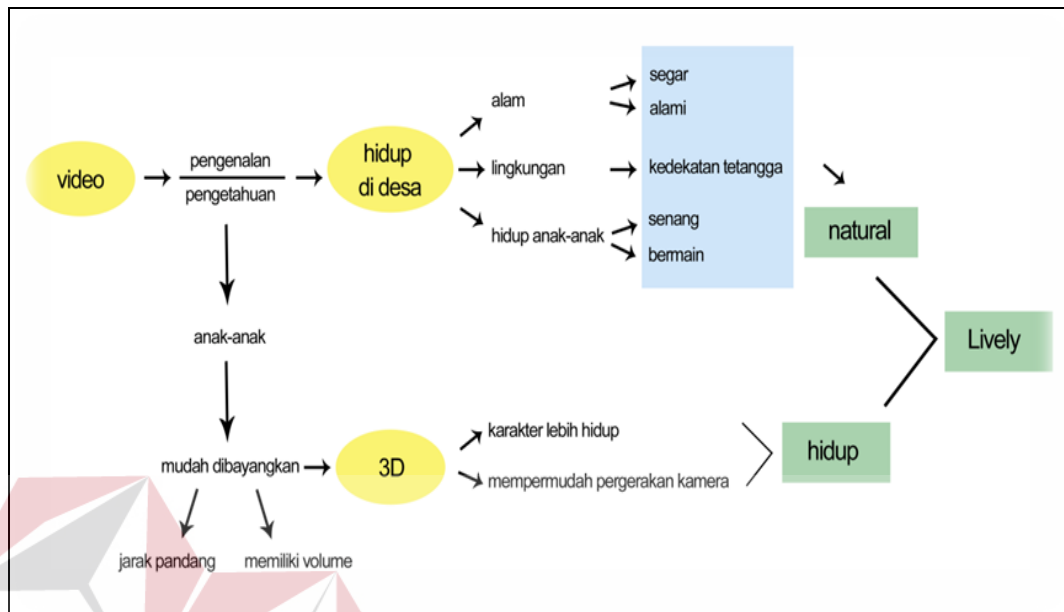 video
pengenalan
pengetahuan
hidup
di desa
alam
segar
alami
lingkungan
kedekatan tetangga
hidup anak-anak
senang
bermain
natural
Lively
anak-anak
mudah dibayangkan
3D
karakter lebih hidup
mempermudah pergerakan kamera
hidup
jarak pandang
memiliki volume